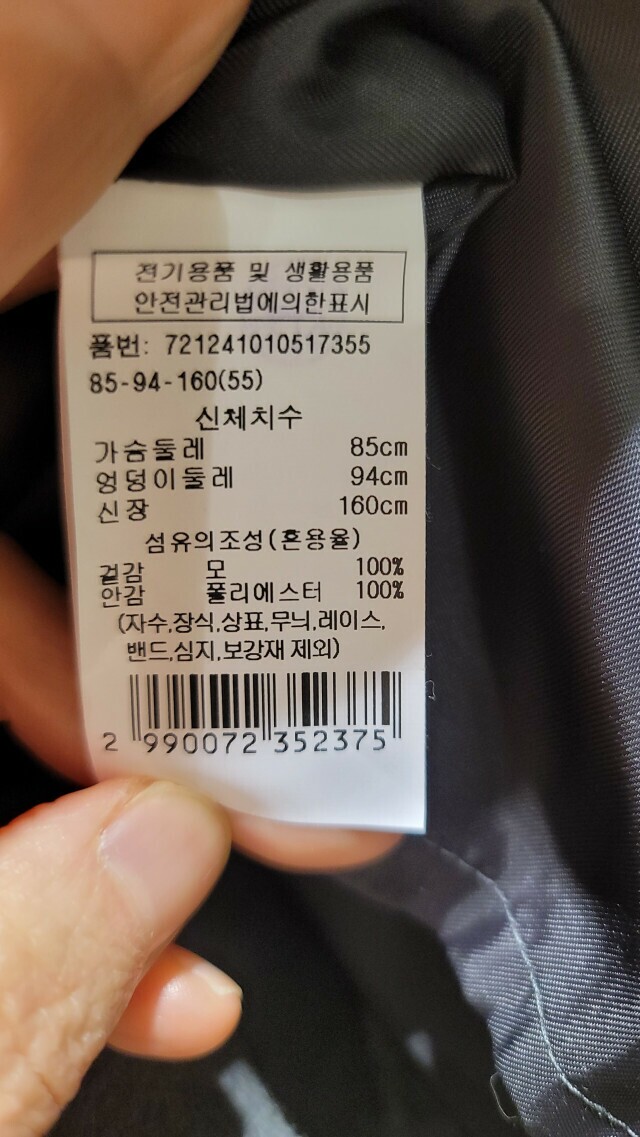 전기용품 및 생활용품
안전관리법에의한표시
품번: 721241010517355
85-94-160(55)
신체치수
가슴둘레 85cm
엉덩이둘레 94cm
신장 160cm
섬유의조성(혼용율)
겉감 모 100%
안감 폴리에스터 100%
(자수,장식,상표,무늬,레이스,
밴드,심지,보강재 제외)
2 990072 352375